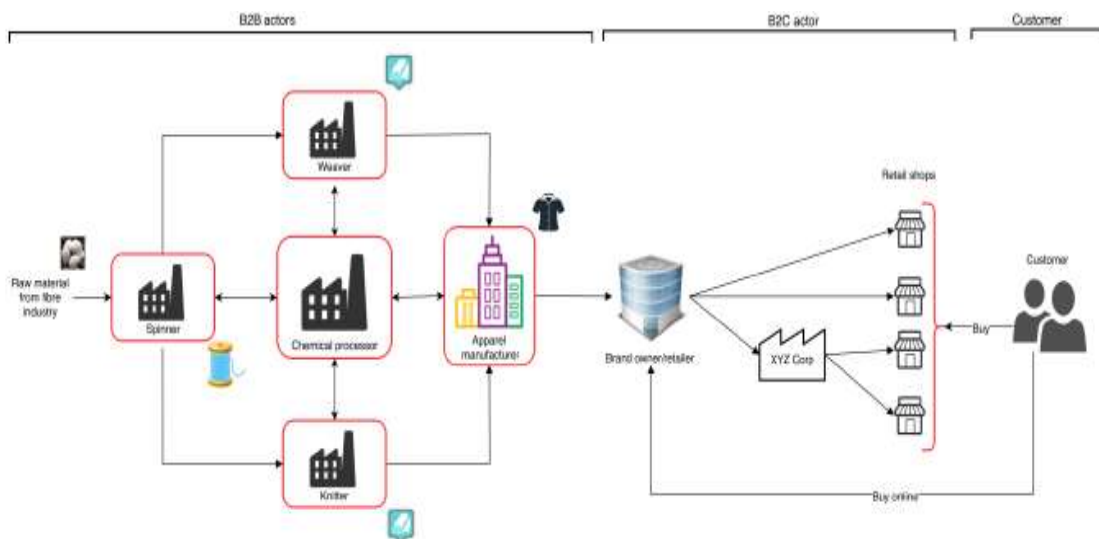 B2B actors
B2C actor
Customer
Weaver
Retail shops
Raw material
from fibre
industry
Spinner
Chemical processor
Apparel
manufacturer
Brand owner/retailer
XYZ Corp
Customer
Buy
Knitter
Buy online